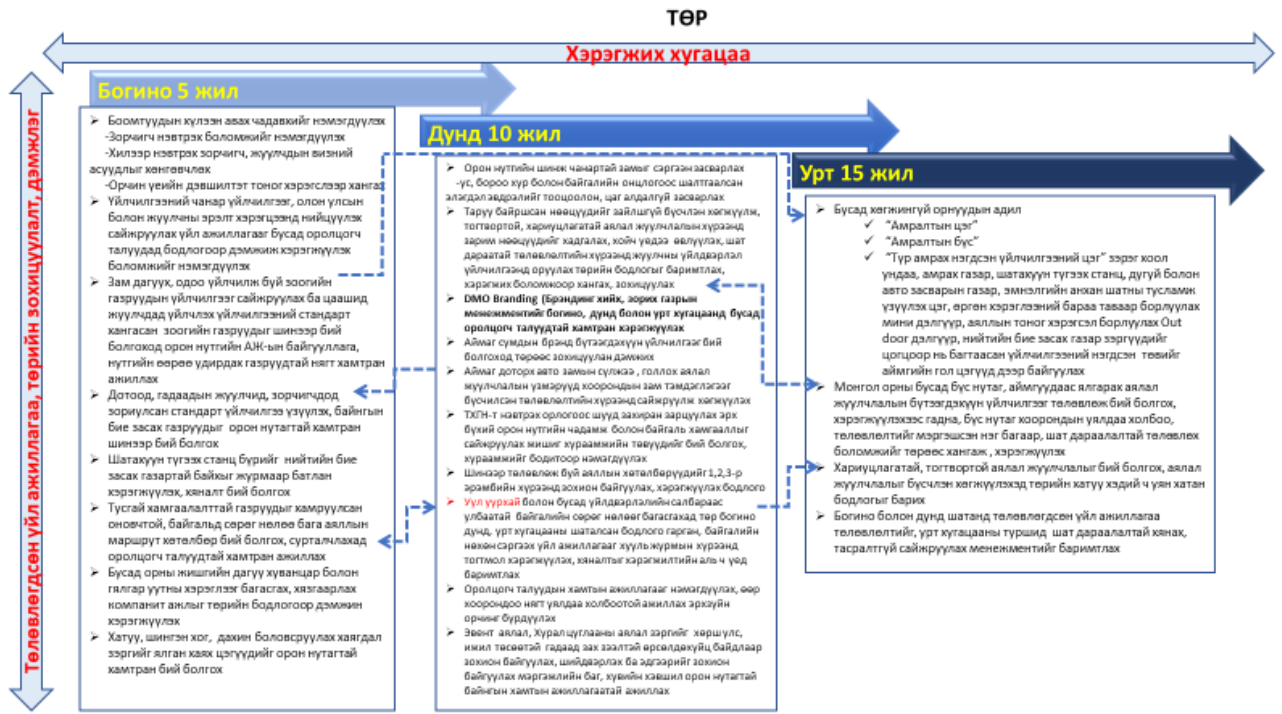 ТӨР
Хэрэгжих хугацаа
Төлөвлөгдсөн үйл ажиллагаа, төрийн зохицуулалт, дэмжлэг
Богино 5 жил
➢ Боомтуудын хүлээн авах чадавхийг нэмэгдүүлэх
-Зорчигч нэвтрэх боломжийг нэмэгдүүлэх
-Хилээр нэвтрэх зорчигч, жуулчдын визний
асуудлыг хөнгөвчлөх
-Орчин үеийн дэвшилтэт тоног хэрэгслээр хангах
➢ Үйлчилгээний чанар үйлчилгээг, олон улсын
болон жуулчны эрэлт хэрэгцээнд нийцүүлэх
сайжруулах үйл ажиллагааг бусад оролцогч
талуудад бодлогоор дэмжиж хэрэгжүүлэх
боломжийг нэмэгдүүлэх
➢ Зам дагуух, одоо үйлчилж буй зоогийн
газруудын үйлчилгээг сайжруулах ба цаашид
жуулчдад үйлчлэх үйлчилгээний стандарт
хангасан зоогийн газруудыг шинээр бий
болгоход орон нутгийн АЖ-ын байгууллага,
нутгийн өөрөө удирдах газруудтай нягт хамтран
ажиллах
➢ Дотоод, гадаадын жуулчид, зорчигчдод
зориулсан стандарт үйлчилгээ үзүүлэх, байнгын
бие засах газруудыг орон нутагтай хамтран
шинээр бий болгох
➢ Шатахуун түгээх станц бүрийг нийтийн бие
засах газартай байхыг журмаар батлан
хэрэгжүүлэх, хяналт бий болгох
➢ Тусгай хамгаалалттай газруудыг хамруулсан
оновчтой, байгальд сөрөг нөлөө бага аяллын
маршрут хөтөлбөр бий болгох, сурталчлахад
оролцогч талуудтай хамтран ажиллах
➢ Бусад орны жишгийн дагуу хуванцар болон
гялгар уутны хэрэглээг багасгах, хязгаарлах
компанит ажлыг төрийн бодлогоор дэмжин
хэрэгжүүлэх
➢ Хатуу, шингэн хог, дахин боловсруулах хаягдал
зэргийг ялган хаях цэгүүдийг орон нутагтай
хамтран бий болгох
Дунд 10 жил
➢ Орон нутгийн шинж чанартай замыг сэргээн засварлах
-ус, бороо хур болон байгалийн онцлогоос шалтгаалсан
элэгдэл эвдрэлийг тооцоолон, цаг алдалгүй засварлах
➢ Таруу байршсан нөөцүүдийг зайлшгүй бүсчлэн хөгжүүлж,
тогтвортой, хариуцлагатай аялал жуулчлалын хүрээнд
зарим нөөцүүдийг хадгалах, хойч үедээ өвлүүлэх, шат
дараатай төлөвлөлтийн хүрээнд жуулчны үйлдвэрлэл
үйлчилгээнд оруулах төрийн бодлогыг баримтлах,
хэрэгжих боломжоор хангах, зохицуулах
➢ DMO Branding (Брэндинг хийх, зорих газрын
менежментийг богино, дунд болон урт хугацаанд бусад
оролцогч талуудтай хамтран хэрэгжүүлэх
➢ Аймаг сумдын брэнд бүтээгдэхүүн үйлчилгээг бий
болгоход төрөөс зохицуулан дэмжих
➢ Аймаг доторх авто замын сүлжээ, голлох аялал
жуулчлалын үзмэрүүд хоорондын зам тэмдэглэгээг
бүсчилсэн төлөвлөлтийн хүрээнд сайжруулж хөгжүүлэх
➢ ТХГН-т нэвтрэх орлогоос шууд захиран зарцуулах эрх
бүхий орон нутгийн чадамж болон байгаль хамгааллыг
сайжруулах жишиг хураамжийн төвүүдийг бий болгох,
хураамжийг бодитоор нэмэгдүүлэх
➢ Шинээр төлөвлөж буй аяллын хөтөлбөрүүдийг 1,2,3-р
эрэмбийн хүрээнд зохион байгуулах, хэрэгжүүлэх бодлого
➢ Уул уурхай болон бусад үйлдвэрлэлийн салбараас
улбаатай байгалийн сөрөг нөлөөг багасгахад төр богино
дунд, урт хугацааны шаталсан бодлого гарган, байгалийн
нөхөн сэргээх үйл ажиллагааг хууль журмын хүрээнд
тогтмол хэрэгжүүлэх, хяналтыг хэрэгжилтийн аль ч үед
баримтлах
➢ Оролцогч талуудын хамтын ажиллагааг нэмэгдүүлэх, өөр
хоорондоо нягт уялдаа холбоотой ажиллах эрхзүйн
орчинг бүрдүүлэх
➢ Эвент аялал, Хурал цуглааны аялал зэргийг хөрш улс,
ижил төсөөтэй гадаад зах зээлтэй өрсөлдөхүйц байдлаар
зохион байгуулах, шийдвэрлэх ба эдгээрийг зохион
байгуулах мэргэжлийн баг, хувийн хэвшил орон нутагтай
байнгын хамтын ажиллагаатай ажиллах
Урт 15 жил
➢ Бусад хөгжингүй орнуудын адил
✓ “Амралтын цэг”
✓ “Амралтын бүс”
✓ “Түр амрах нэгдсэн үйлчилгээний цэг” зэрэг хоол
ундаа, амрах газар, шатахуун түгээх станц, дугуй болон
авто засварын газар, эмнэлгийн анхан шатны тусламж
үзүүлэх цэг, өргөн хэрэглээний бараа таваар борлуулах
мини дэлгүүр, аяллын тоног хэрэгсэл борлуулах Out
door дэлгүүр, нийтийн бие засах газар зэргүүдийг
цогцоор нь багтаасан үйлчилгээний нэгдсэн төвийг
аймгийн гол цэгүүд дээр байгуулах
➢ Монгол орны бусад бүс нутаг, аймгуудаас ялгарах аялал
жуулчлалын бүтээгдэхүүн үйлчилгээг төлөвлөж бий болгох,
хэрэгжүүлэхээс гадна, бүс нутаг хоорондын уялдаа холбоо,
төлөвлөлтийг мэргэшсэн нэг багаар, шат дараалалтай төлөвлөх
боломжийг төрөөс хангаж , хэрэгжүүлэх
➢ Хариуцлагатай, тогтвортой аялал жуулчлалыг бий болгох, аялал
жуулчлалыг бүсчлэн хөгжүүлэхэд төрийн хатуу хэдий ч уян хатан
бодлогыг барих
➢ Богино болон дунд шатанд төлөвлөгдсөн үйл ажиллагаа
төлөвлөлтийг, урт хугацааны туршид шат дараалалтай хянах,
тасралтгүй сайжруулах менежментийг баримтлах